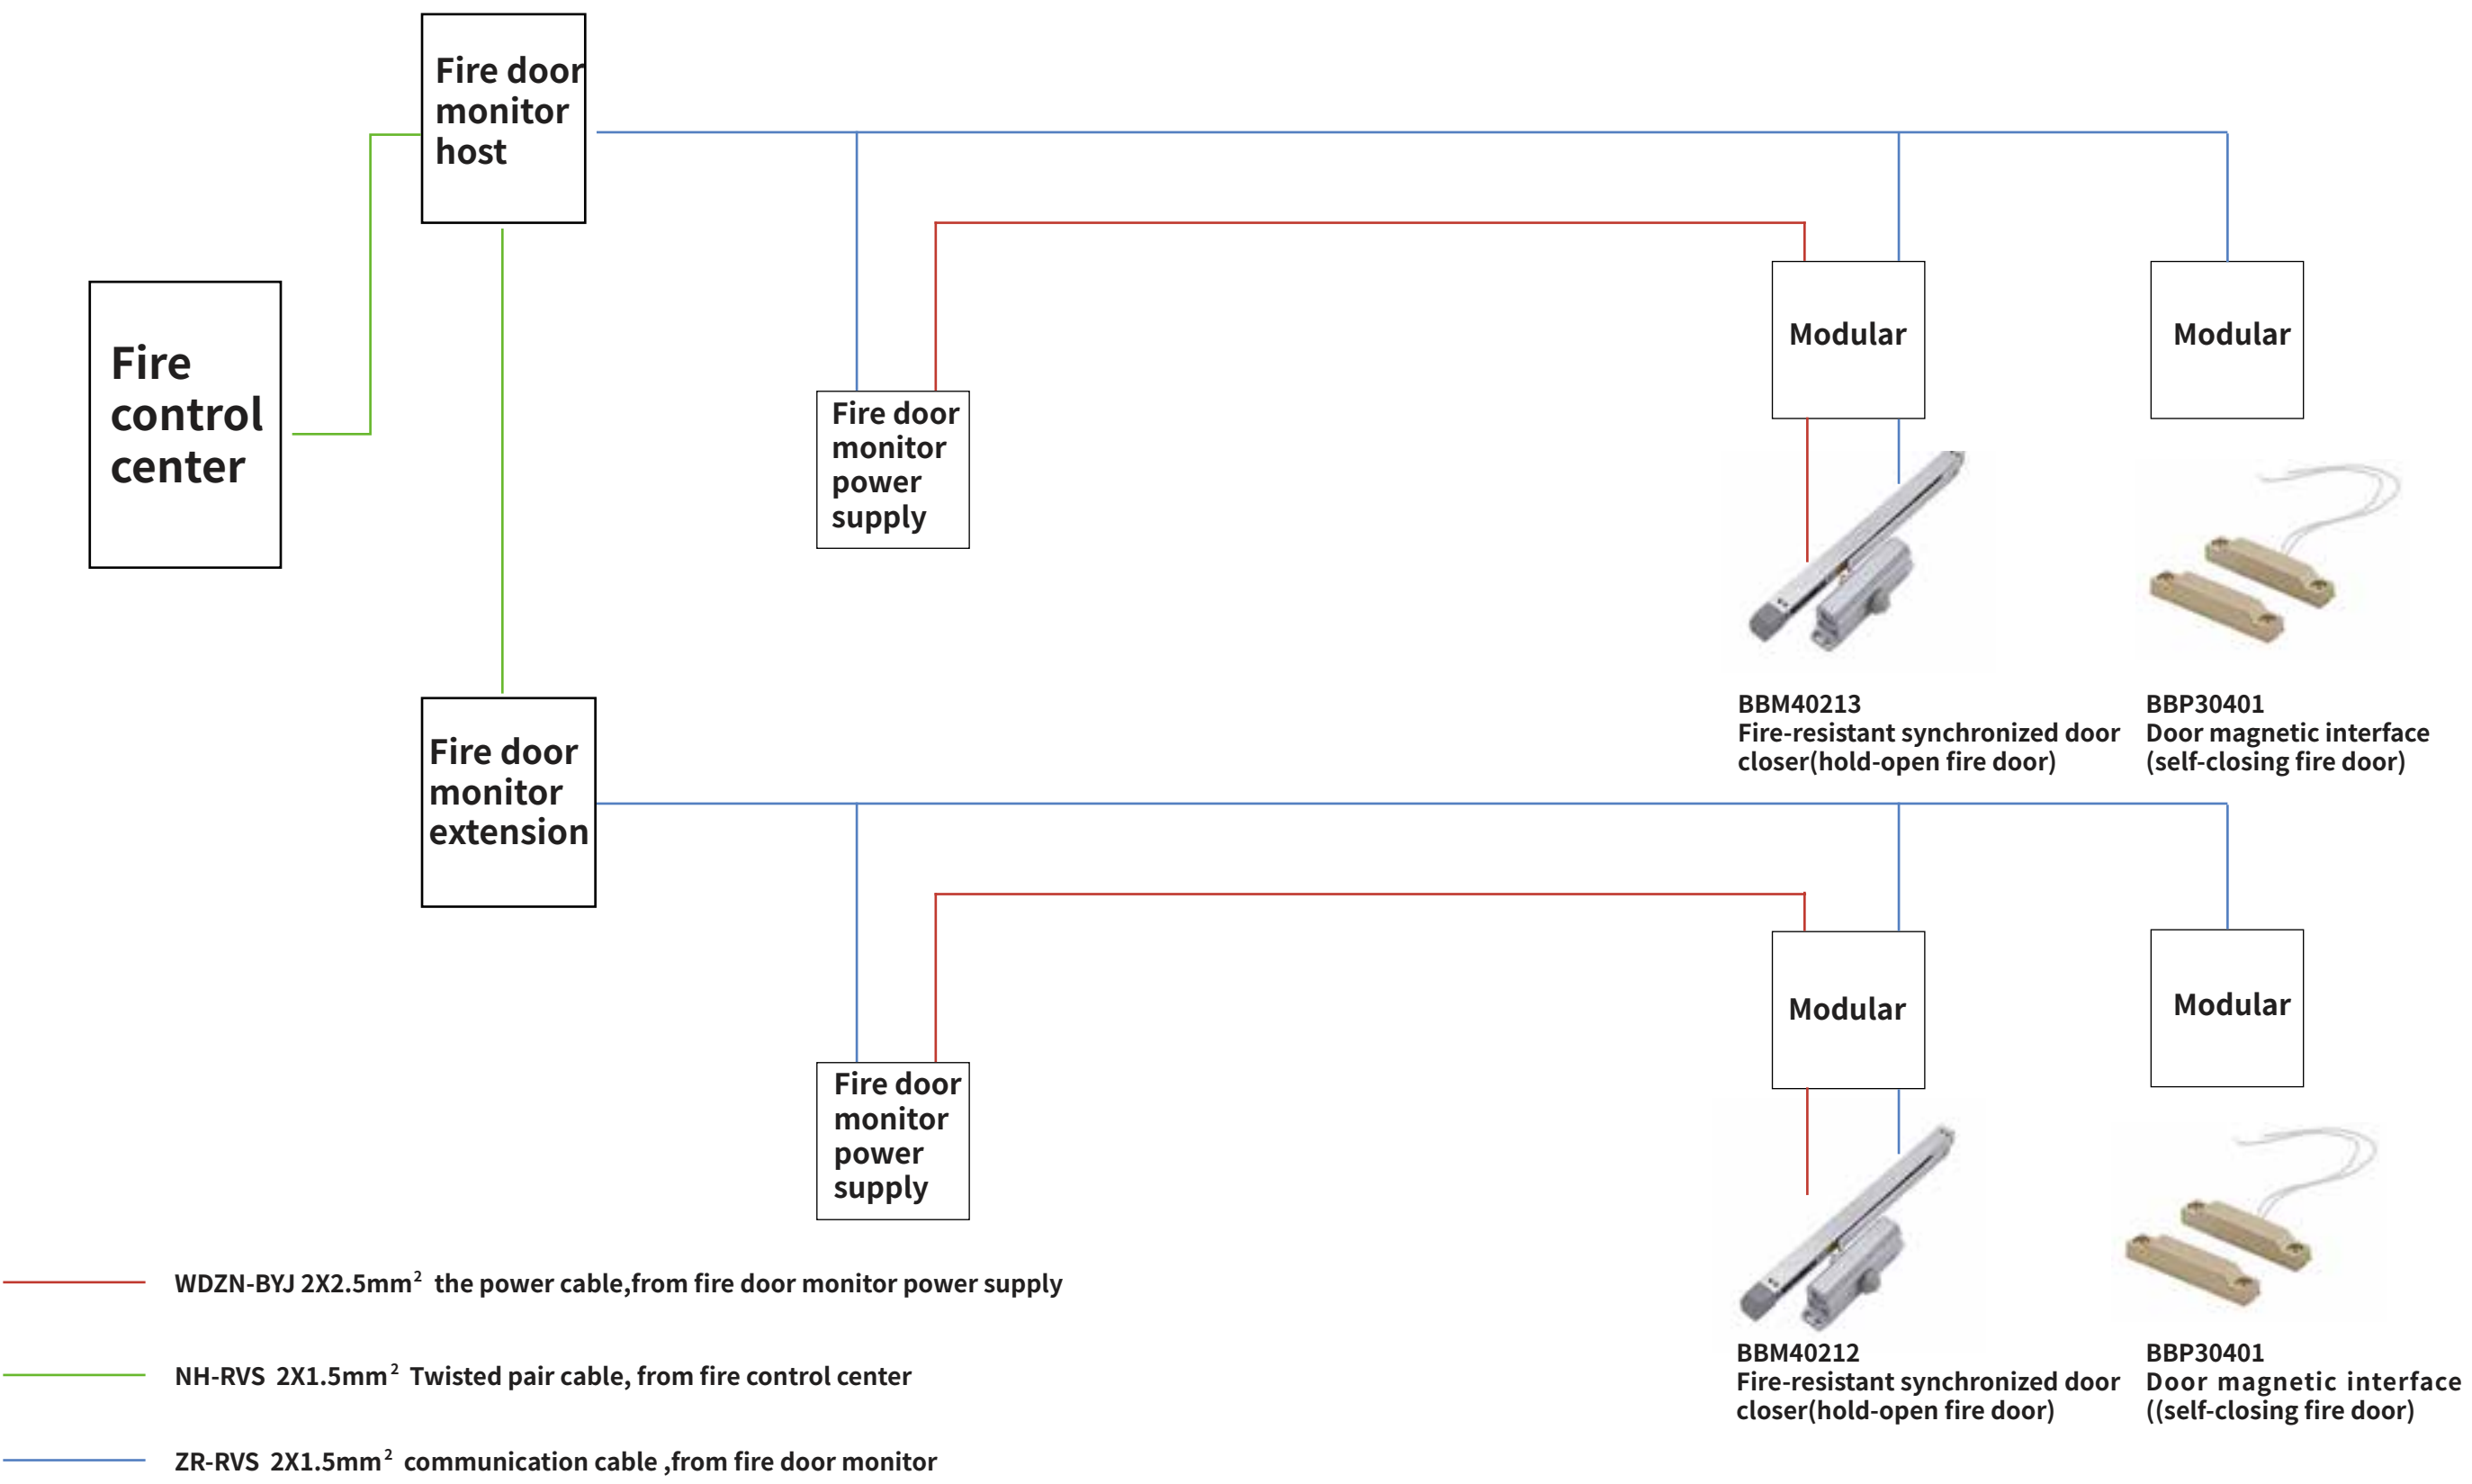 Fire door
monitor
host
Fire
control
center
Modular
Modular
Fire door
monitor
power
supply
BBM40213
Fire-resistant synchronized door
closer(hold-open fire door)
BBP30401
Door magnetic interface
(self-closing fire door)
Fire door
monitor
extension
Modular
Modular
Fire door
monitor
power
supply
BBM40212
Fire-resistant synchronized door
closer(hold-open fire door)
BBP30401
Door magnetic interface
((self-closing fire door)
WDZN-BYJ 2X2.5mm² the power cable,from fire door monitor power supply
NH-RVS 2X1.5mm² Twisted pair cable, from fire control center
ZR-RVS 2X1.5mm² communication cable ,from fire door monitor